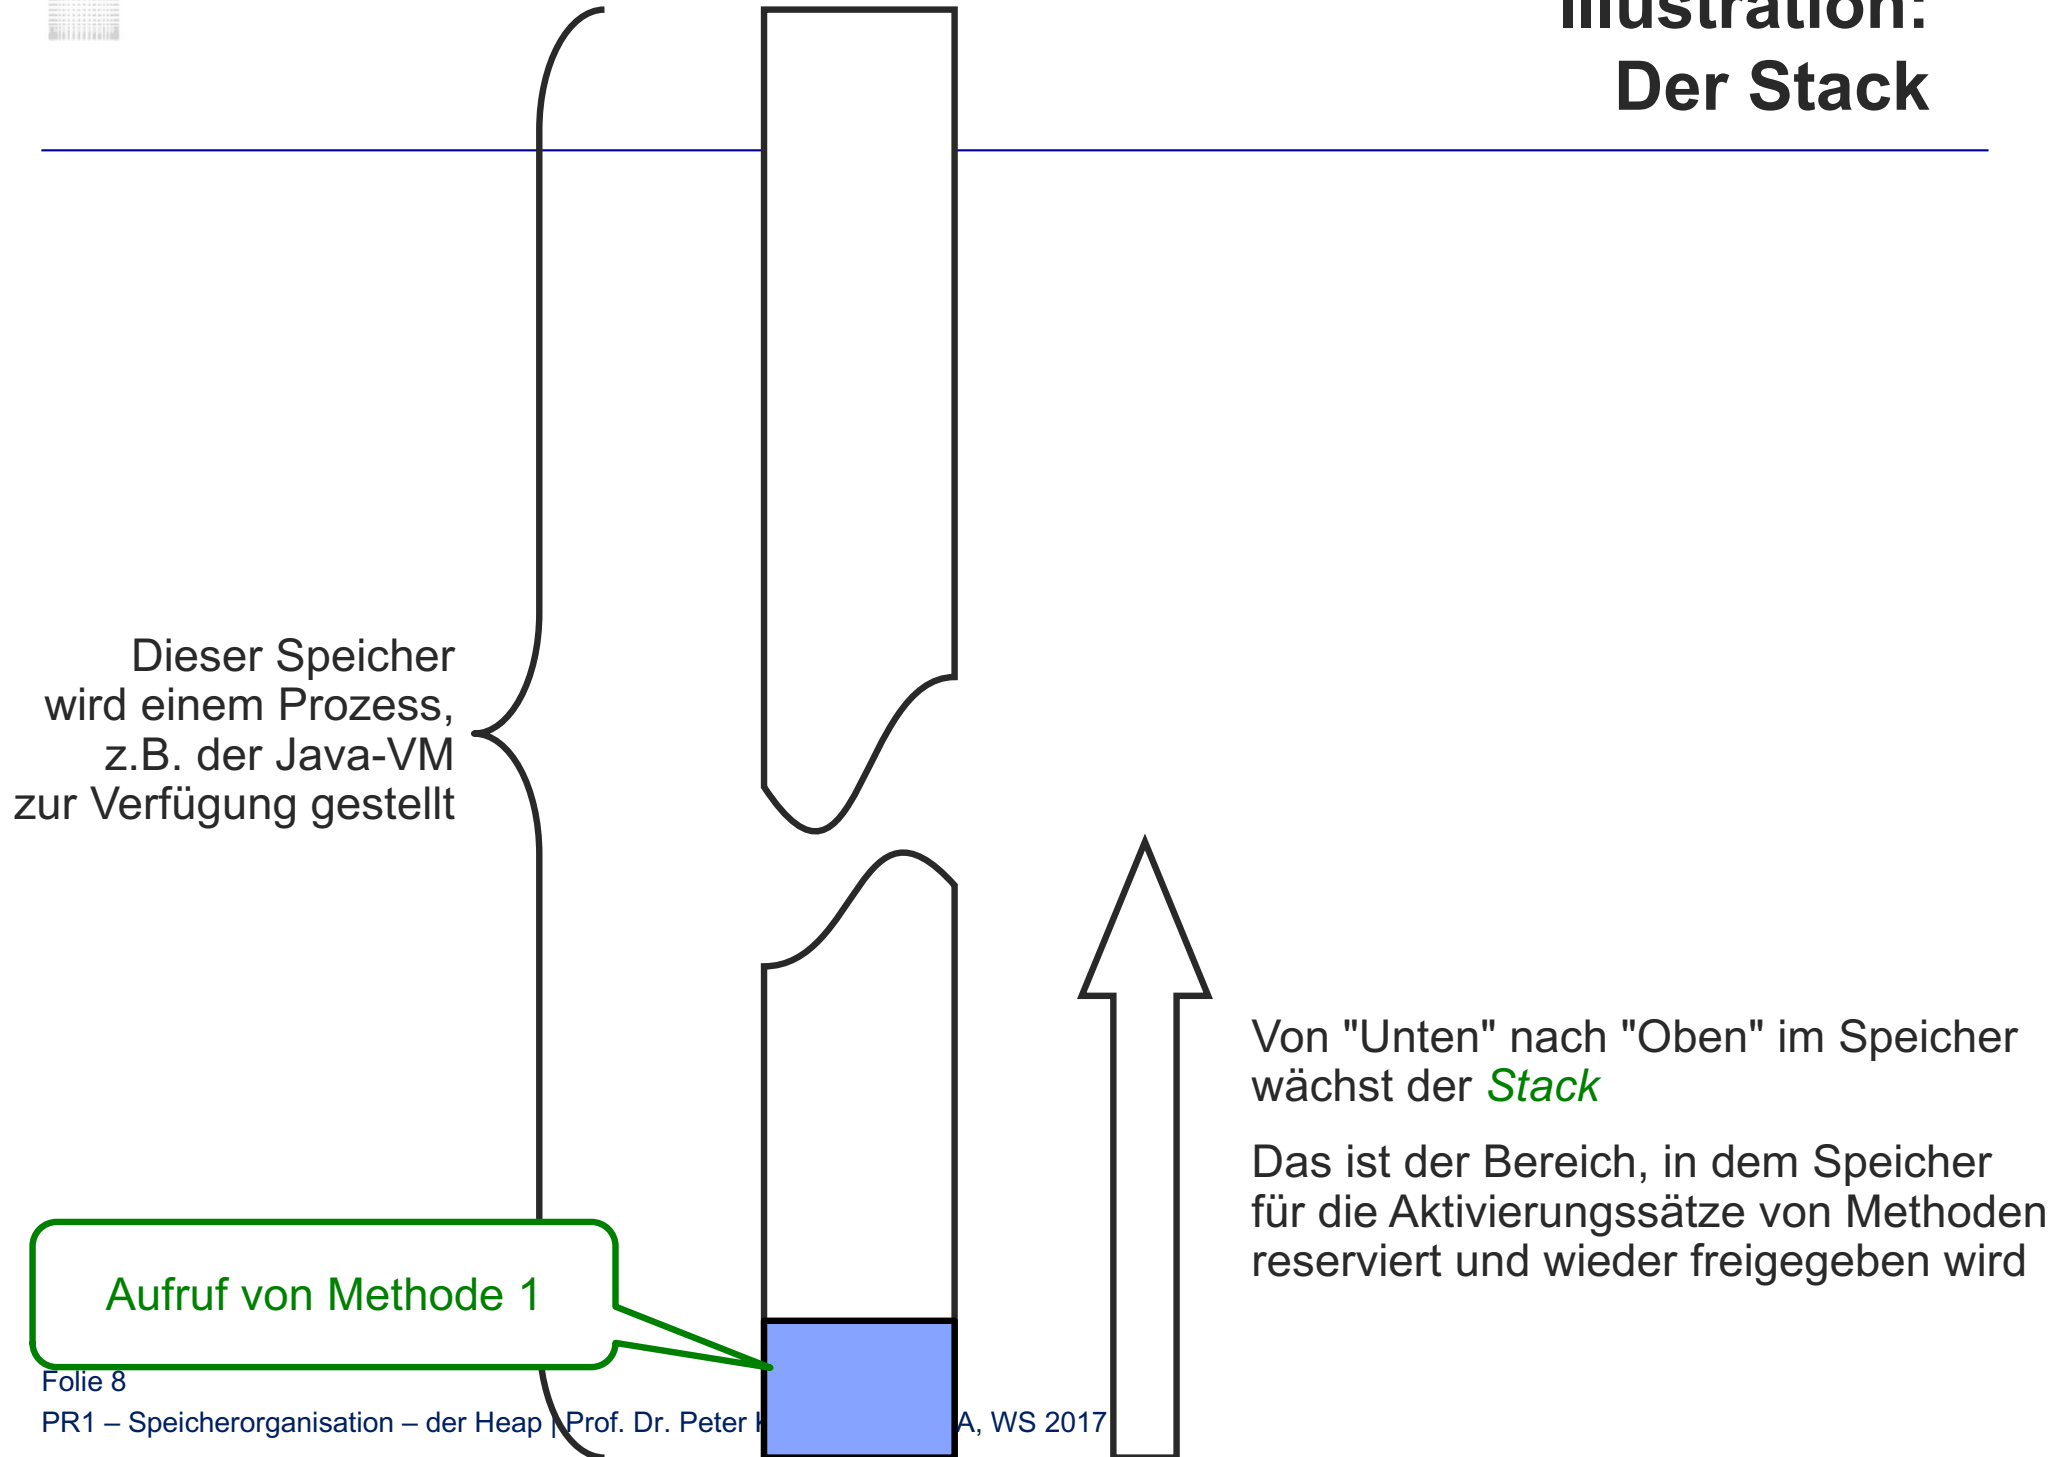 Illustration:
Der Stack
Dieser Speicher
wird einem Prozess,
z.B. der Java-VM
zur Verfügung gestellt
Von "Unten" nach "Oben" im Speicher
wächst der Stack
Das ist der Bereich, in dem Speicher
für die Aktivierungssätze von Methoden
reserviert und wieder freigegeben wird
Aufruf von Methode 1
Folie 8
PR1 – Speicherorganisation – der Heap | Prof. Dr. Peter A, WS 2017